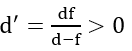 d′ = df/(d−f) > 0